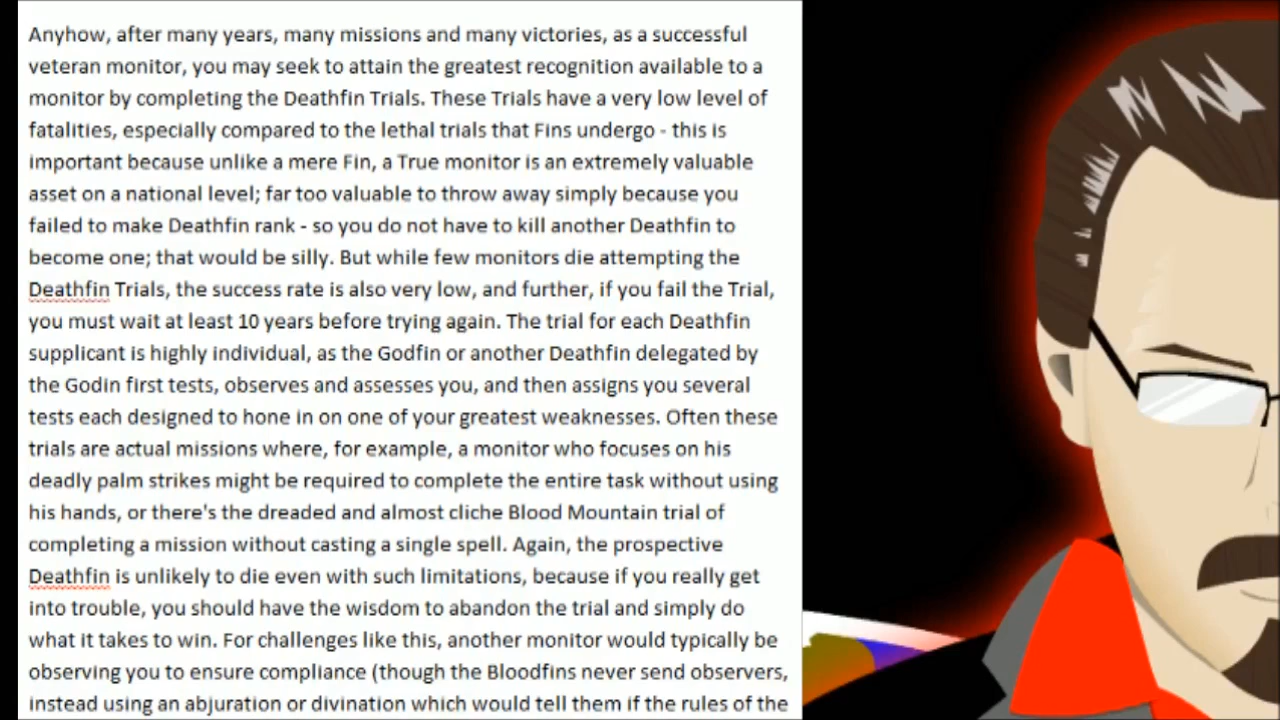 Anyhow, after many years, many missions and many victories, as a successful
veteran monitor, you may seek to attain the greatest recognition available to a
monitor by completing the Deathfin Trials. These Trials have a very low level of
fatalities, especially compared to the lethal trials that Fins undergo - this is
important because unlike a mere Fin, a True monitor is an extremely valuable
asset on a national level; far too valuable to throw away simply because you
failed to make Deathfin rank - so you do not have to kill another Deathfin to
become one; that would be silly. But while few monitors die attempting the
Deathfin Trials, the success rate is also very low, and further, if you fail the Trial,
you must wait at least 10 years before trying again. The trial for each Deathfin
supplicant is highly individual, as the Godfin or another Deathfin delegated by
the Godin first tests, observes and assesses you, and then assigns you several
tests each designed to hone in on one of your greatest weaknesses. Often these
trials are actual missions where, for example, a monitor who focuses on his
deadly palm strikes might be required to complete the entire task without using
his hands, or there's the dreaded and almost cliche Blood Mountain trial of
completing a mission without casting a single spell. Again, the prospective
Deathfin is unlikely to die even with such limitations, because if you really get
into trouble, you should have the wisdom to abandon the trial and simply do
what it takes to win. For challenges like this, another monitor would typically be
observing you to ensure compliance (though the Bloodfins never send observers,
instead using an abjuration or divination which would tell them if the rules of the